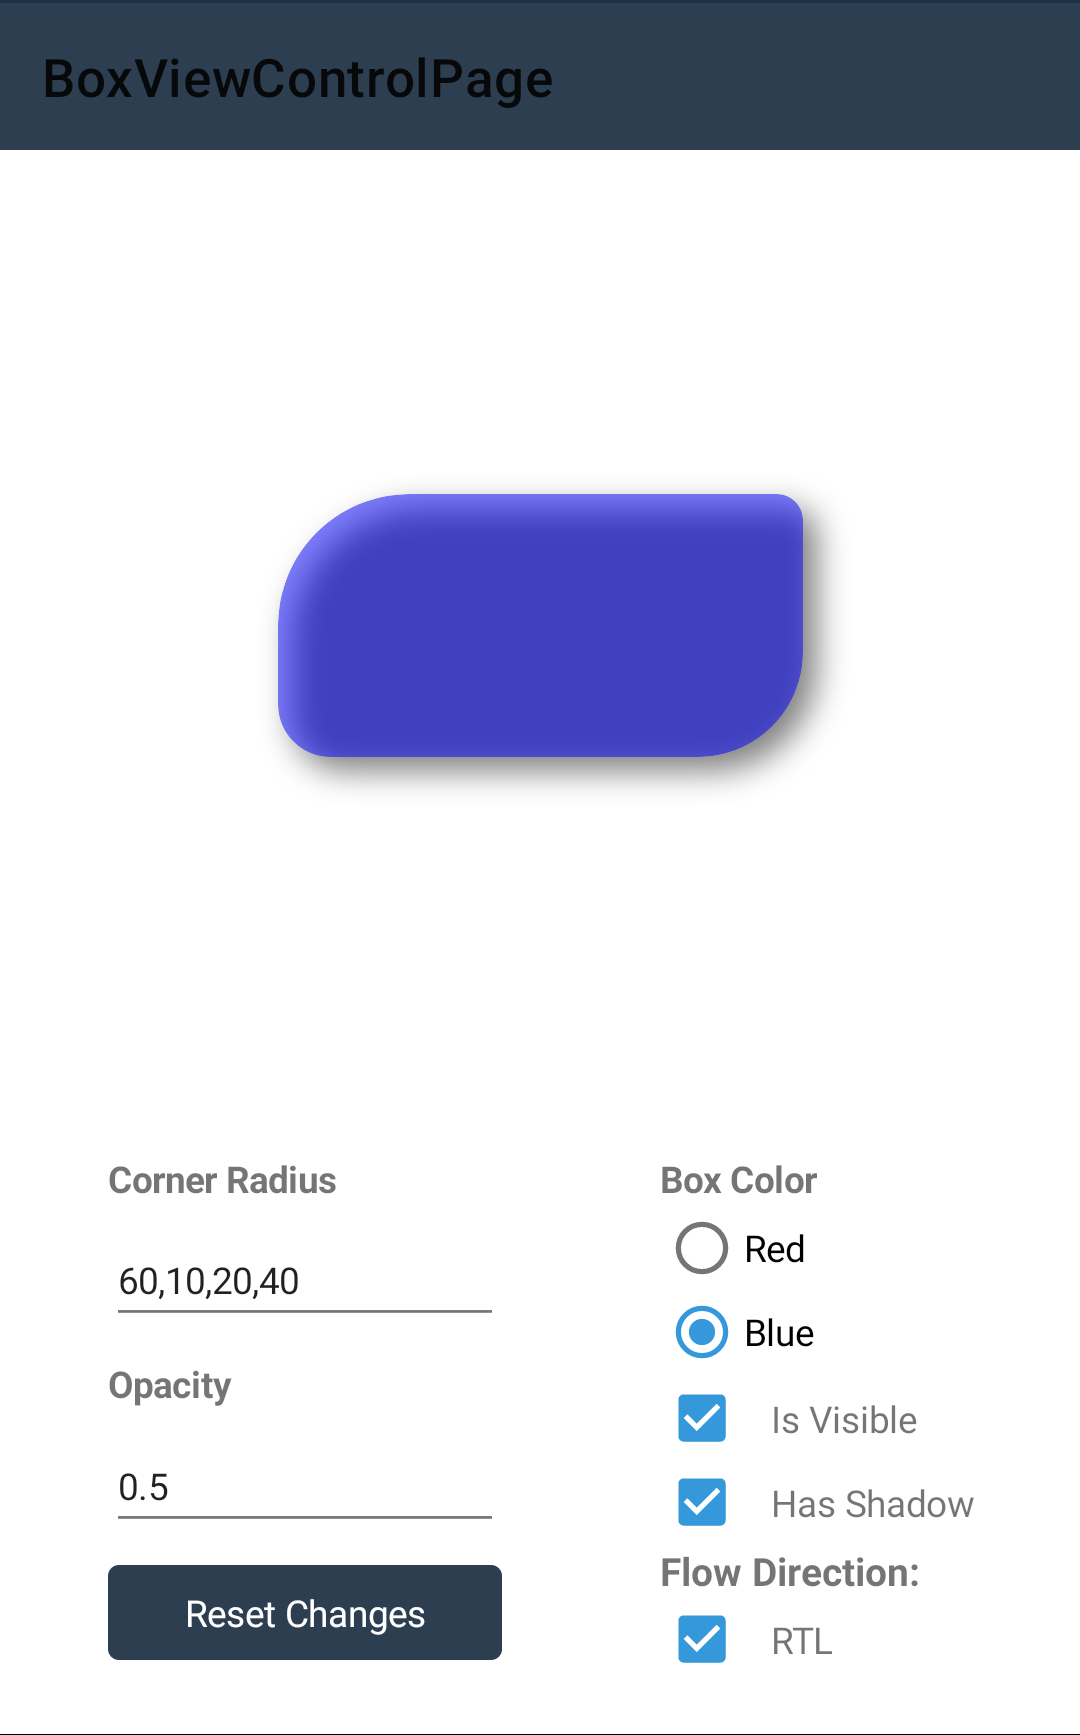 BoxViewControlPage
Corner Radius
60,10,20,40
Opacity
0.5
Reset Changes
Box Color
Red
Blue
Is Visible
Has Shadow
Flow Direction:
RTL